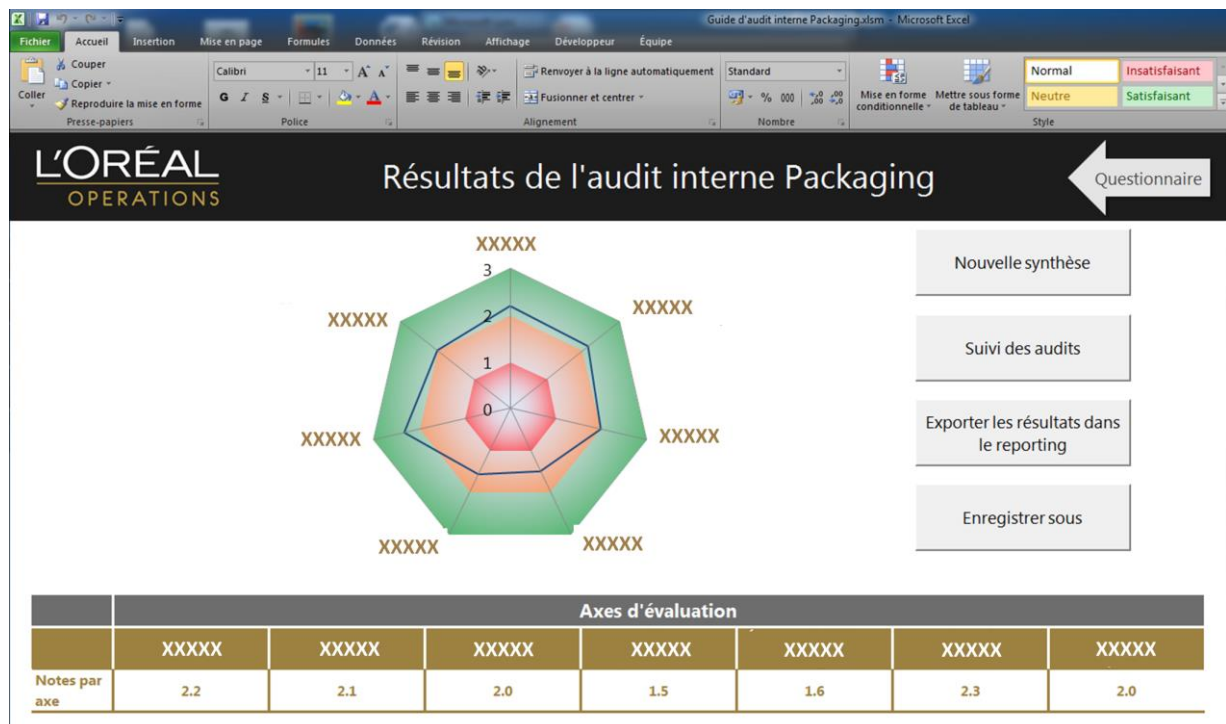 Guide d'audit interne Packaging.xlsm - Microsoft Excel
Fichier Accueil Insertion Mise en page Formules Données Révision Affichage Développeur Équipe
Couper
Copier
Coller
Reproduire la mise en forme
Presse-papiers
Calibri 11 A A
G I S A
Police
Renvoyer à la ligne automatiquement
Fusionner et centrer
Alignement
Standard
% 000 ,00 ,00
Nombre
Mise en forme conditionnelle
Mettre sous forme de tableau
Normal Insatisfaisant
Neutre Satisfaisant
Style
L'ORÉAL
OPERATIONS
Résultats de l'audit interne Packaging
Questionnaire
XXXXX
3
XXXXX
XXXXX
2
1
0
XXXXX
XXXXX
XXXXX
XXXXX
Nouvelle synthèse
Suivi des audits
Exporter les résultats dans
le reporting
Enregistrer sous
Axes d'évaluation
XXXXX XXXXX XXXXX XXXXX XXXXX XXXXX XXXXX
Notes par
axe
2.2 2.1 2.0 1.5 1.6 2.3 2.0